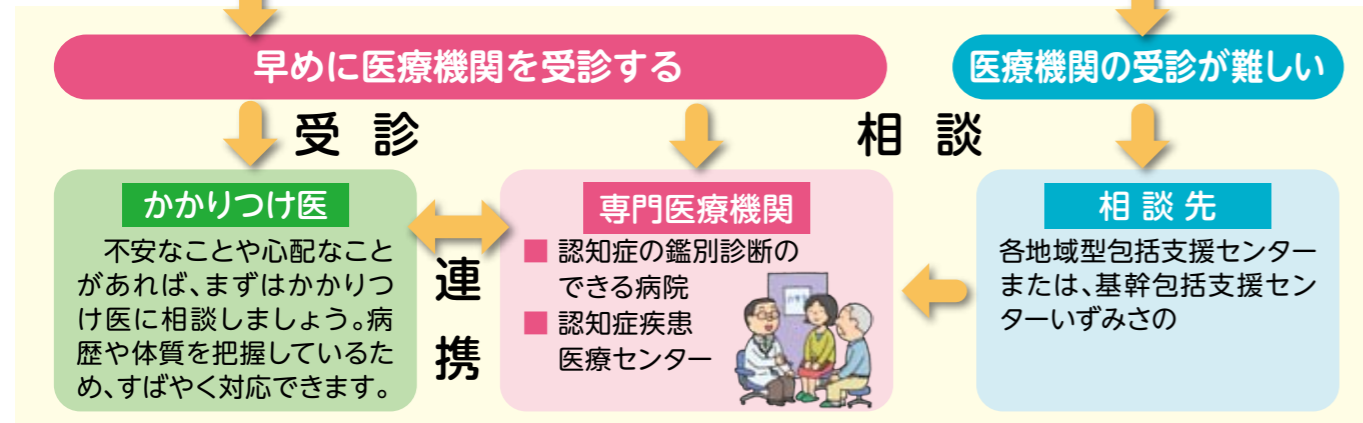 早めに医療機関を受診する
医療機関の受診が難しい
受診
相談
かかりつけ医
不安なことや心配なこと
があれば、まずはかかりつ
け医に相談しましょう。病
歴や体質を把握しているた
め、すばやく対応できます。
連
携
専門医療機関
■ 認知症の鑑別診断の
できる病院
■ 認知症疾患
医療センター
相談先
各地域型包括支援センター
または、基幹包括支援セン
ターいずみさの